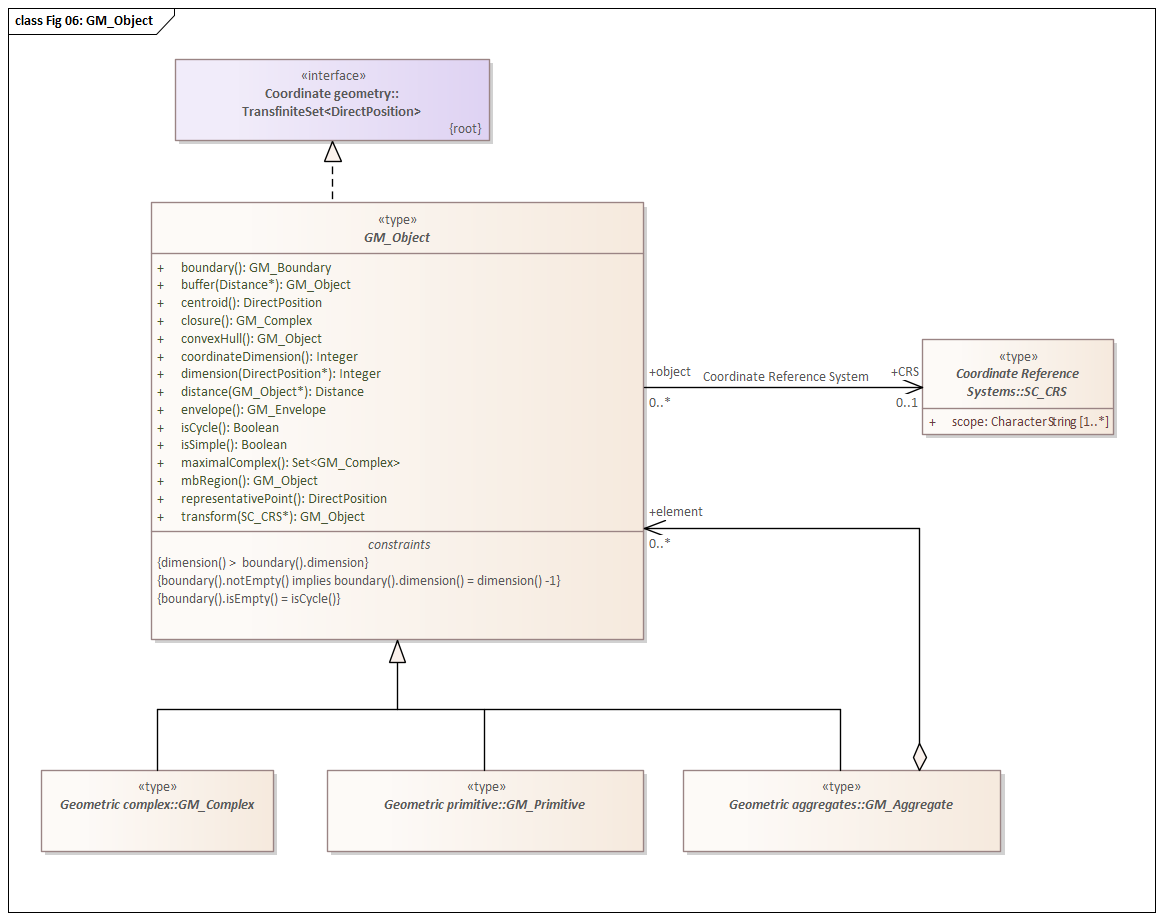 class Fig 06: GM_Object
«interface»
Coordinate geometry::
TransfiniteSet<DirectPosition>
{root}
«type»
GM_Object
+ boundary(): GM_Boundary
+ buffer(Distance*): GM_Object
+ centroid(): DirectPosition
+ closure(): GM_Complex
+ convexHull(): GM_Object
+ coordinateDimension(): Integer
+ dimension(DirectPosition*): Integer
+ distance(GM_Object*): Distance
+ envelope(): GM_Envelope
+ isCycle(): Boolean
+ isSimple(): Boolean
+ maximalComplex(): Set<GM_Complex>
+ mbRegion(): GM_Object
+ representativePoint(): DirectPosition
+ transform(SC_CRS*): GM_Object
constraints
{dimension() > boundary().dimension}
{boundary().notEmpty() implies boundary().dimension() = dimension() -1}
{boundary().isEmpty() = isCycle()}
+object
Coordinate Reference System
+CRS
0..*
0..1
«type»
Coordinate Reference
Systems::SC_CRS
+ scope: CharacterString [1..*]
+element
0..*
«type»
Geometric complex::GM_Complex
«type»
Geometric primitive::GM_Primitive
«type»
Geometric aggregates::GM_Aggregate